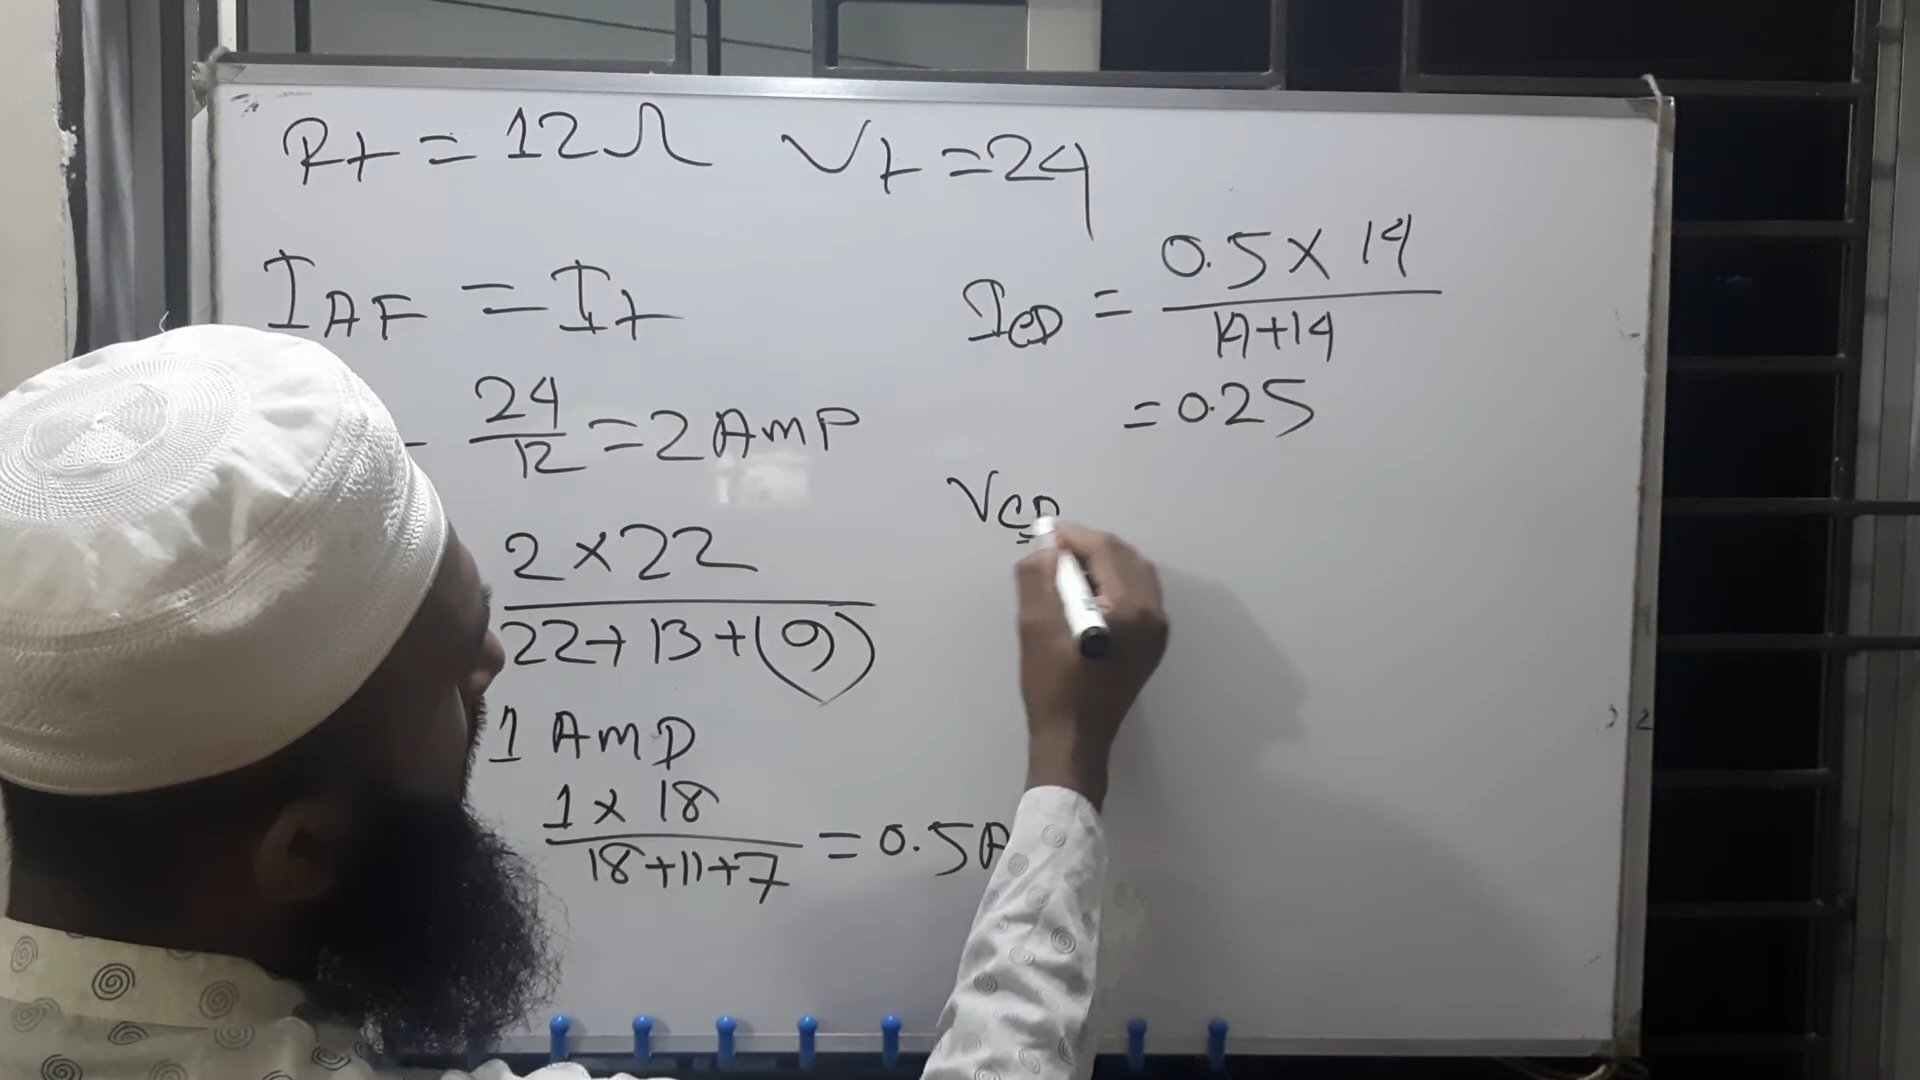 Rt = 12Ω Vt = 24
IAF = It
24/12 = 2 AmP
2 × 22
22 + 13 + (9)
1 AmP
1 × 18
18 + 11 + 7 = 0.5A
ICD = 0.5 × 14
14 + 14
= 0.25
VCD